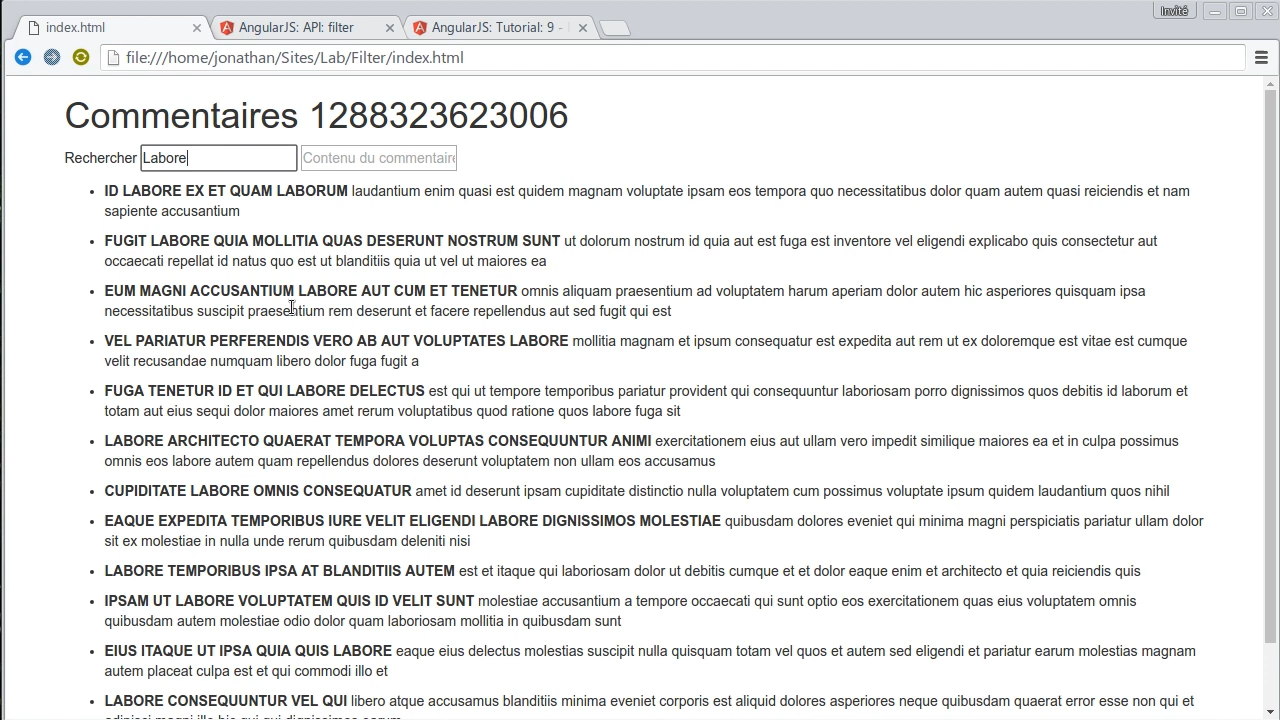 Invité
index.html
AngularJS: API: filter
AngularJS: Tutorial: 9 -
file:///home/jonathan/Sites/Lab/Filter/index.html
Commentaires 1288323623006
Rechercher Labore Contenu du commentaire
• ID LABORE EX ET QUAM LABORUM laudantium enim quasi est quidem magnam voluptate ipsam eos tempora quo necessitatibus dolor quam autem quasi reiciendis et nam
sapiente accusantium
• FUGIT LABORE QUIA MOLLITIA QUAS DESERUNT NOSTRUM SUNT ut dolorum nostrum id quia aut est fuga est inventore vel eligendi explicabo quis consectetur aut
occaecati repellat id natus quo est ut blanditiis quia ut vel ut maiores ea
• EUM MAGNI ACCUSANTIUM LABORE AUT CUM ET TENETUR omnis aliquam praesentium ad voluptatem harum aperiam dolor autem hic asperiores quisquam ipsa
necessitatibus suscipit praesentium rem deserunt et facere repellendus aut sed fugit qui est
• VEL PARIATUR PERFERENDIS VERO AB AUT VOLUPTATES LABORE mollitia magnam et ipsum consequatur est expedita aut rem ut ex doloremque est vitae est cumque
velit recusandae numquam libero dolor fuga fugit a
• FUGA TENETUR ID ET QUI LABORE DELECTUS est qui ut tempore temporibus pariatur provident qui consequuntur laboriosam porro dignissimos quos debitis id laborum et
totam aut eius sequi dolor maiores amet rerum voluptatibus quod ratione quos labore fuga sit
• LABORE ARCHITECTO QUAERAT TEMPORA VOLUPTAS CONSEQUUNTUR ANIMI exercitationem eius aut ullam vero impedit similique maiores ea et in culpa possimus
omnis eos labore autem quam repellendus dolores deserunt voluptatem non ullam eos accusamus
• CUPIDITATE LABORE OMNIS CONSEQUATUR amet id deserunt ipsam cupiditate distinctio nulla voluptatem cum possimus voluptate ipsum quidem laudantium quos nihil
• EAQUE EXPEDITA TEMPORIBUS IURE VELIT ELIGENDI LABORE DIGNISSIMOS MOLESTIAE quibusdam dolores eveniet qui minima magni perspiciatis pariatur ullam dolor
sit ex molestiae in nulla unde rerum quibusdam deleniti nisi
• LABORE TEMPORIBUS IPSA AT BLANDITIIS AUTEM est et itaque qui laboriosam dolor ut debitis cumque et et dolor eaque enim et architecto et quia reiciendis quis
• IPSAM UT LABORE VOLUPTATEM QUIS ID VELIT SUNT molestiae accusantium a tempore occaecati qui sunt optio eos exercitationem quas eius voluptatem omnis
quibusdam autem molestiae odio dolor quam laboriosam mollitia in quibusdam sunt
• EIUS ITAQUE UT IPSA QUIA QUIS LABORE eaque eius delectus molestias suscipit nulla quisquam totam vel quos et autem sed eligendi et pariatur earum molestias magnam
autem placeat culpa est et qui commodi illo et
• LABORE CONSEQUUNTUR VEL QUI libero atque accusamus blanditiis minima eveniet corporis est aliquid dolores asperiores neque quibusdam quaerat error esse non qui et